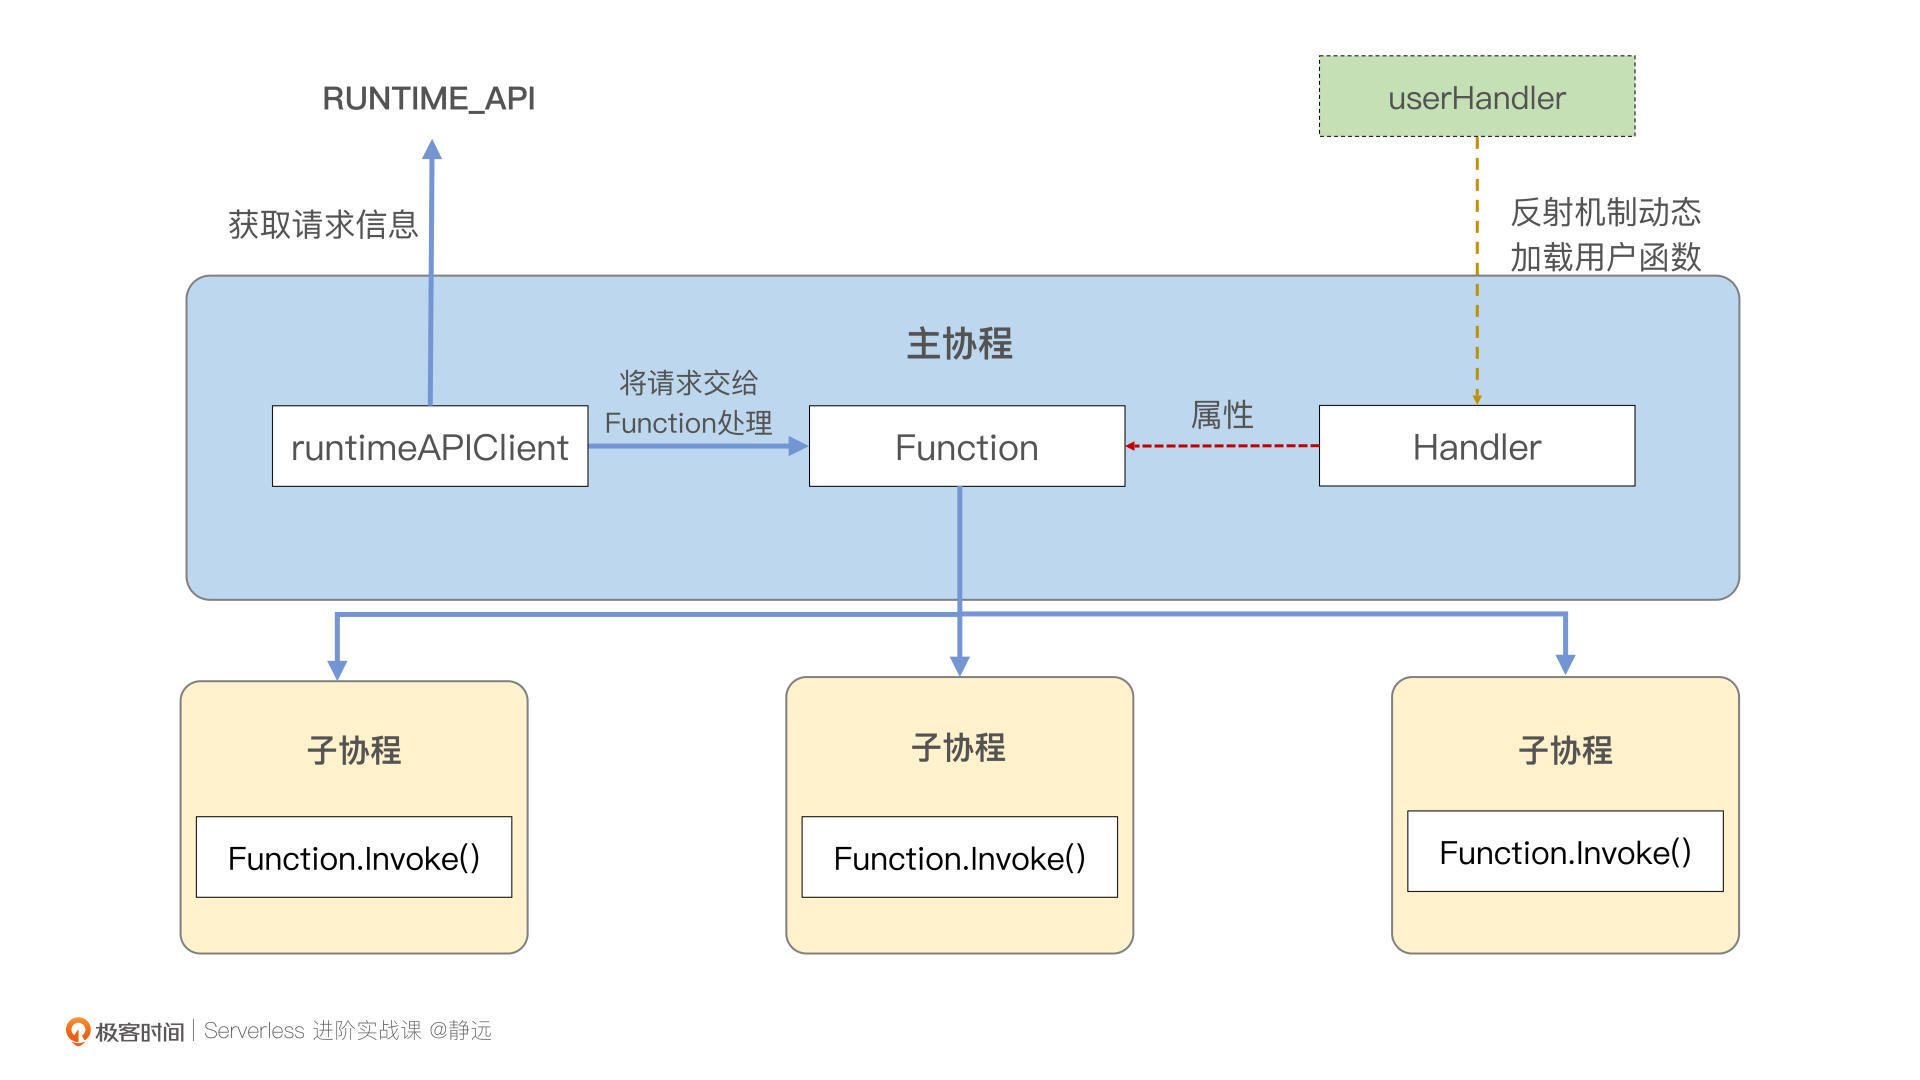 RUNTIME_API
userHandler
获取请求信息
反射机制动态
加载用户函数
主协程
将请求交给
Function处理
属性
runtimeAPIClient
Function
Handler
子协程
子协程
子协程
Function.Invoke()
Function.Invoke()
Function.Invoke()
极客时间 | Serverless 进阶实战课 @静远